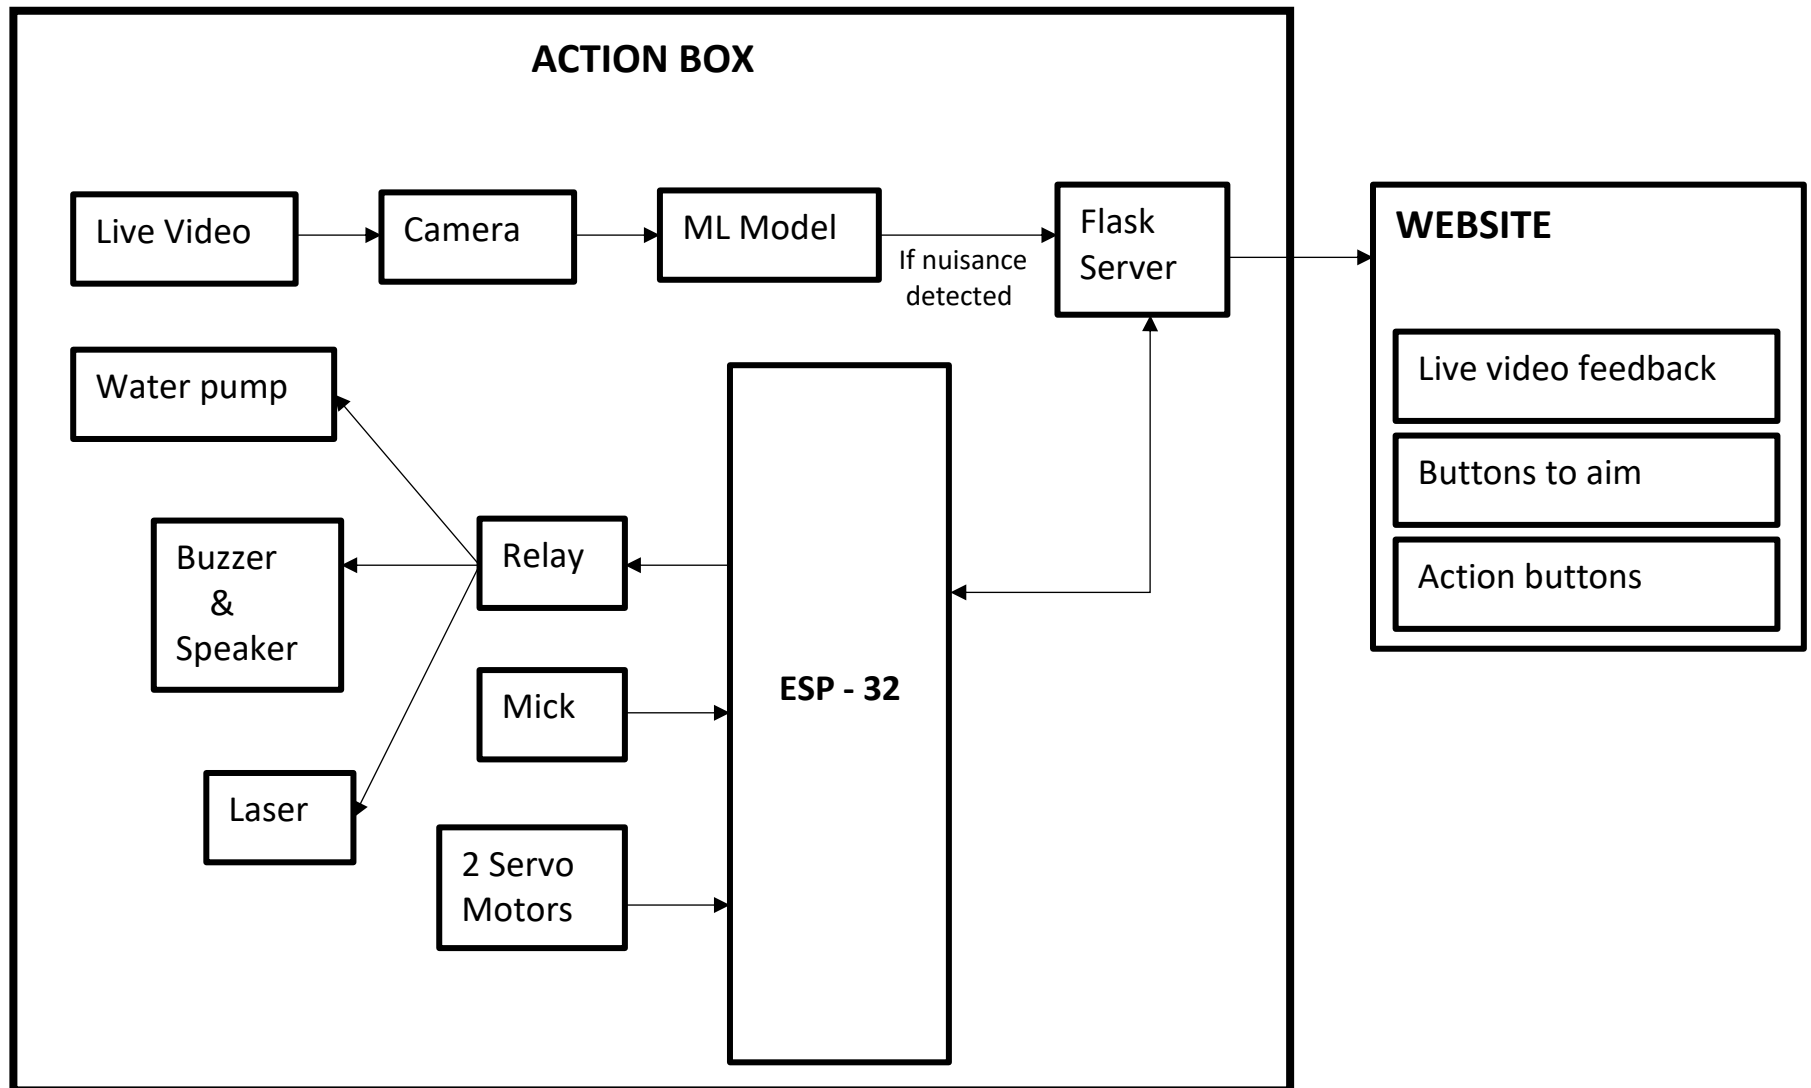 ACTION BOX
Live Video
Camera
ML Model
If nuisance
detected
Flask
Server
WEBSITE
Live video feedback
Buttons to aim
Action buttons
Water pump
Buzzer
&
Speaker
Relay
Mick
Laser
2 Servo
Motors
ESP - 32